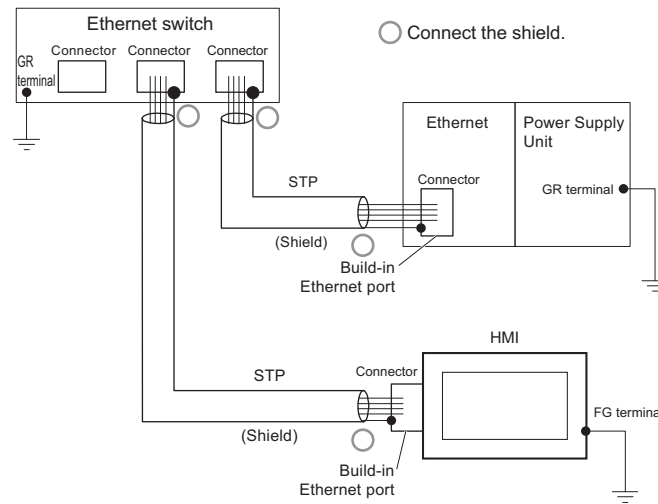 Ethernet switch
Connect the shield.
Connector
Connector
Connector
GR
terminal
Ethernet
Power Supply
Unit
Connector
STP
GR terminal
(Shield)
Build-in
Ethernet port
HMI
Connector
STP
FG terminal
(Shield)
Build-in
Ethernet port